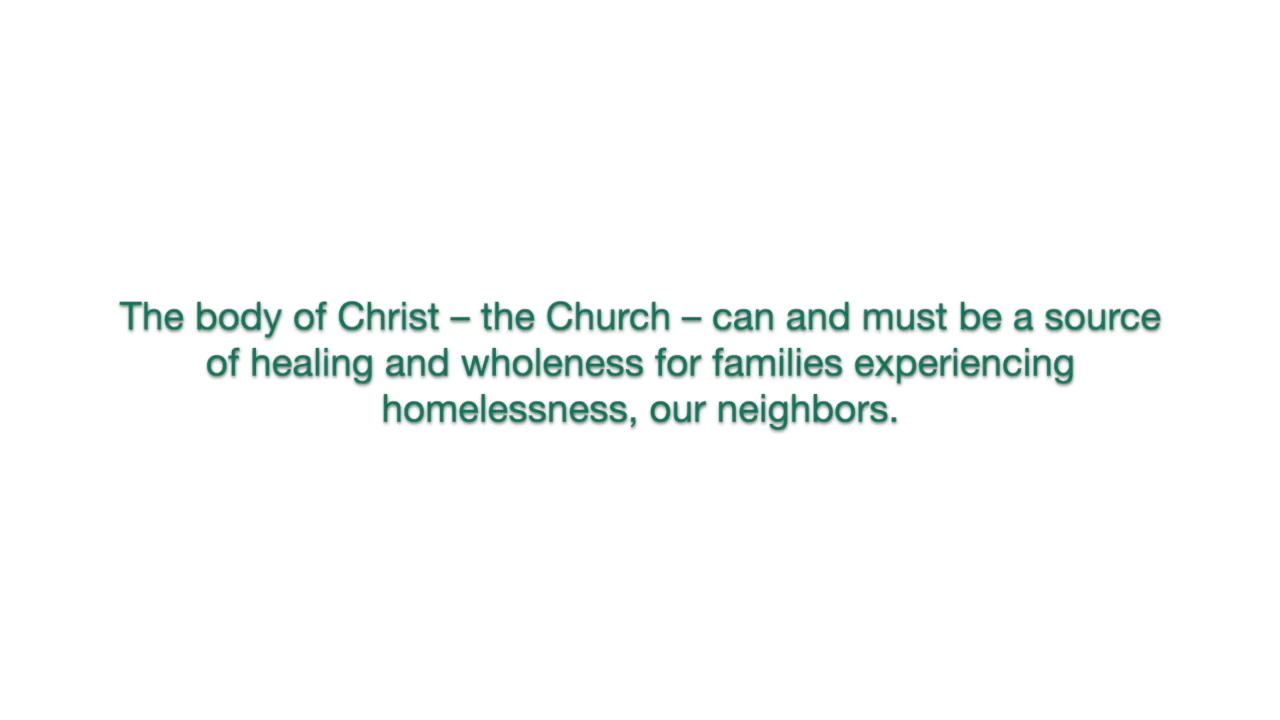 The body of Christ – the Church – can and must be a source
of healing and wholeness for families experiencing
homelessness, our neighbors.